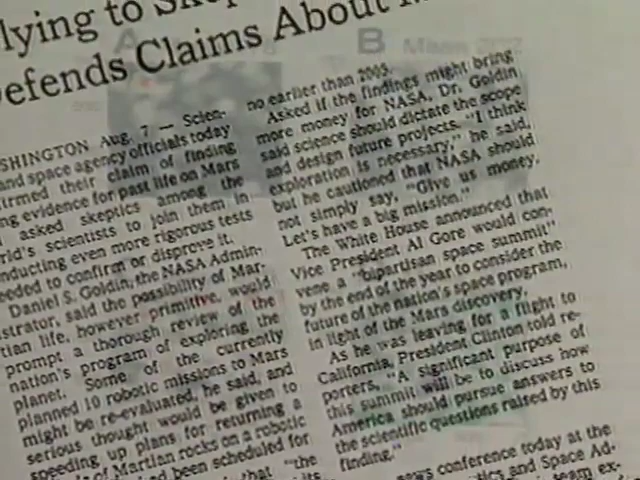 lying to
efends Claims About
SHINGTON Aug. 7 — Scien-
and space agency officials today
irmed their claim of finding
ng evidence for past life on Mars
asked skeptics among the
rld's scientists to join them in
nducting even more rigorous tests
eeded to confirm or disprove it.
Daniel S. Goldin, the NASA Admin-
istrator, said the possibility of Mar-
tian life, however primitive, would
prompt a thorough review of the
nation's program of exploring the
planet. Some of the currently
planned 10 robotic missions to Mars
might be re-evaluated, he said, and
serious thought would be given to
speeding up plans for returning a
of Martian rocks on a robotic
been scheduled for
that "the
no earlier than 2005.
Asked if the findings might bring
more money for NASA, Dr. Goldin
said science should dictate the scope
and design future projects. "I think
exploration is necessary," he said,
but he cautioned that NASA should
not simply say, "Give us money.
Let's have a big mission."
The White House announced that
Vice President Al Gore would con-
vene a "bipartisan space summit"
by the end of the year to consider the
future of the nation's space program,
in light of the Mars discovery.
As he was leaving for a flight to
California, President Clinton told re-
porters, "A significant purpose of
this summit will be to discuss how
America should pursue answers to
the scientific questions raised by this
finding."
news conference today at the
tics and Space Ad-
team ex-
B